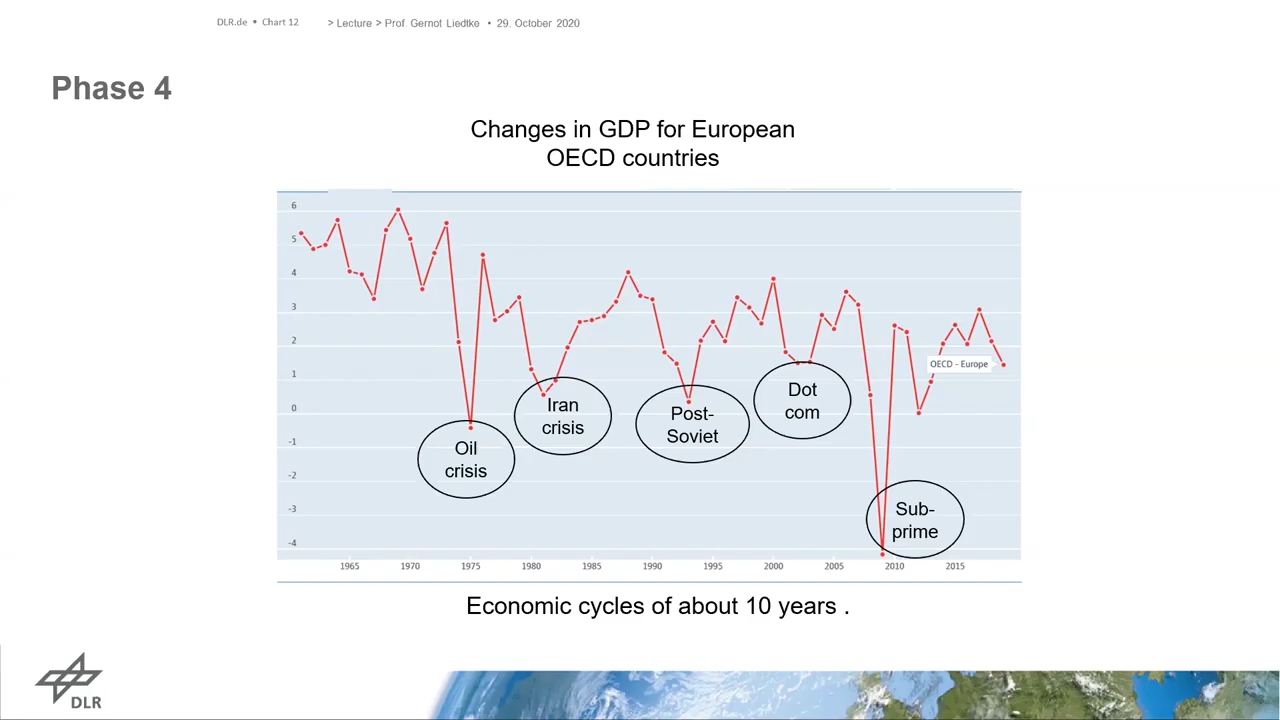 DLR.de • Chart 12 > Lecture > Prof. Gernot Liedtke • 29. October 2020
Phase 4
Changes in GDP for European
OECD countries
6
5
4
3
2
1
0
-1
-2
-3
-4
OECD - Europe
Oil
crisis
Iran
crisis
Post-
Soviet
Dot
com
Sub-
prime
1965 1970 1975 1980 1985 1990 1995 2000 2005 2010 2015
Economic cycles of about 10 years .
DLR